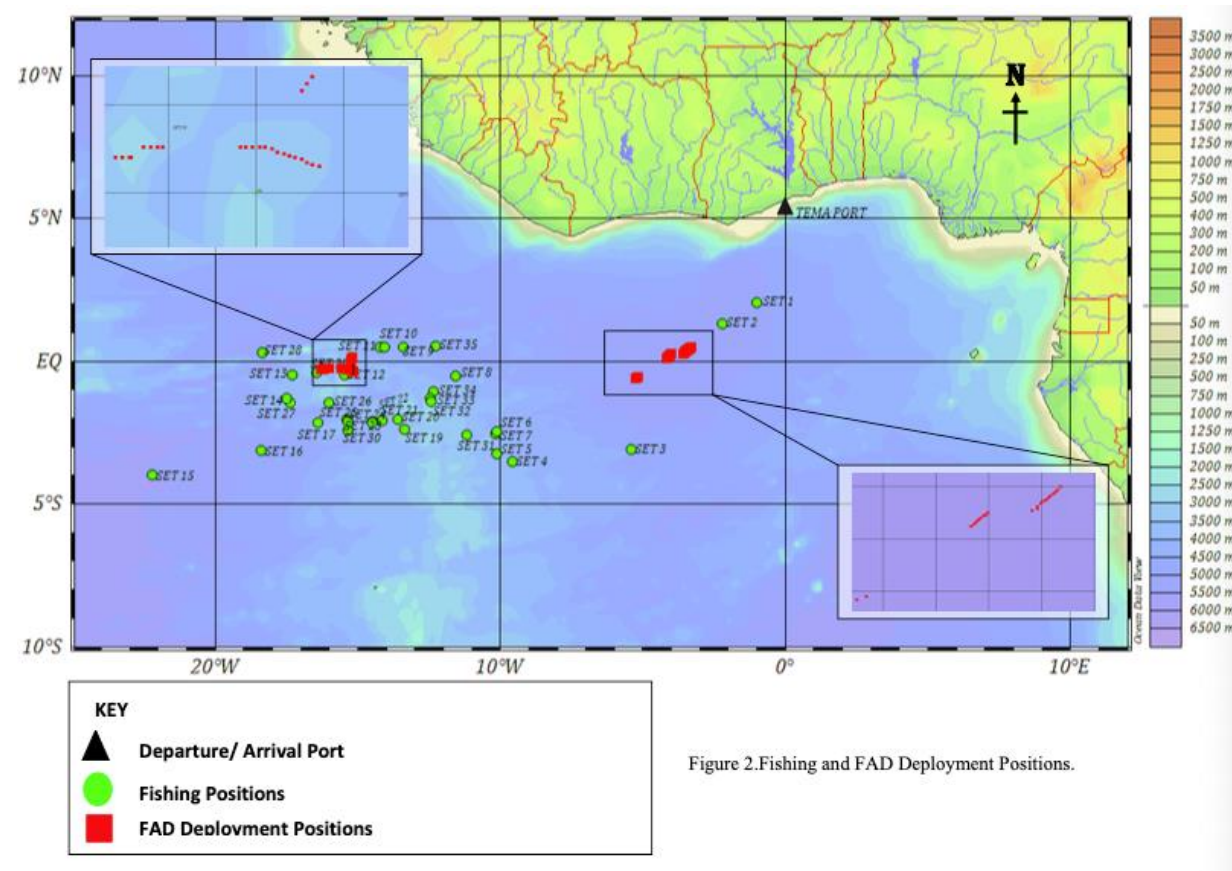 10°N
5°N
EQ
5°S
10°S
20°W
10°W
0°
10°E
N
TEMA PORT
SET 1
SET 2
SET 10
SET 11
SET 9
SET 35
SET 28
SET 13
SET 12
SET 8
SET 14
SET 27
SET 26
SET 34
SET 33
SET 32
SET 21
SET 20
SET 17
SET 30
SET 19
SET 31
SET 6
SET 7
SET 5
SET 4
SET 3
SET 16
SET 15
3500 m
3000 m
2500 m
2000 m
1750 m
1500 m
1250 m
1000 m
750 m
500 m
400 m
300 m
200 m
100 m
50 m
50 m
100 m
250 m
500 m
750 m
1000 m
1250 m
1500 m
2000 m
2500 m
3000 m
3500 m
4000 m
4500 m
5000 m
5500 m
6000 m
6500 m
Ocean Data View
KEY
Departure/ Arrival Port
Fishing Positions
FAD Deployment Positions
Figure 2.Fishing and FAD Deployment Positions.